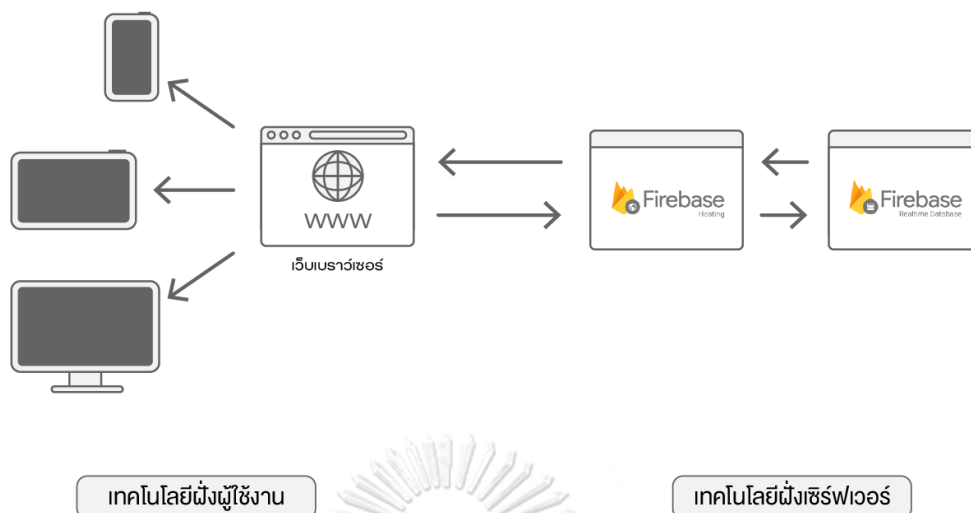 WWW
เว็บเบราว์เซอร์
Firebase
Hosting
Firebase
Realtime Database
เทคโนโลยีฝั่งผู้ใช้งาน
เทคโนโลยีฝั่งเซิร์ฟเวอร์